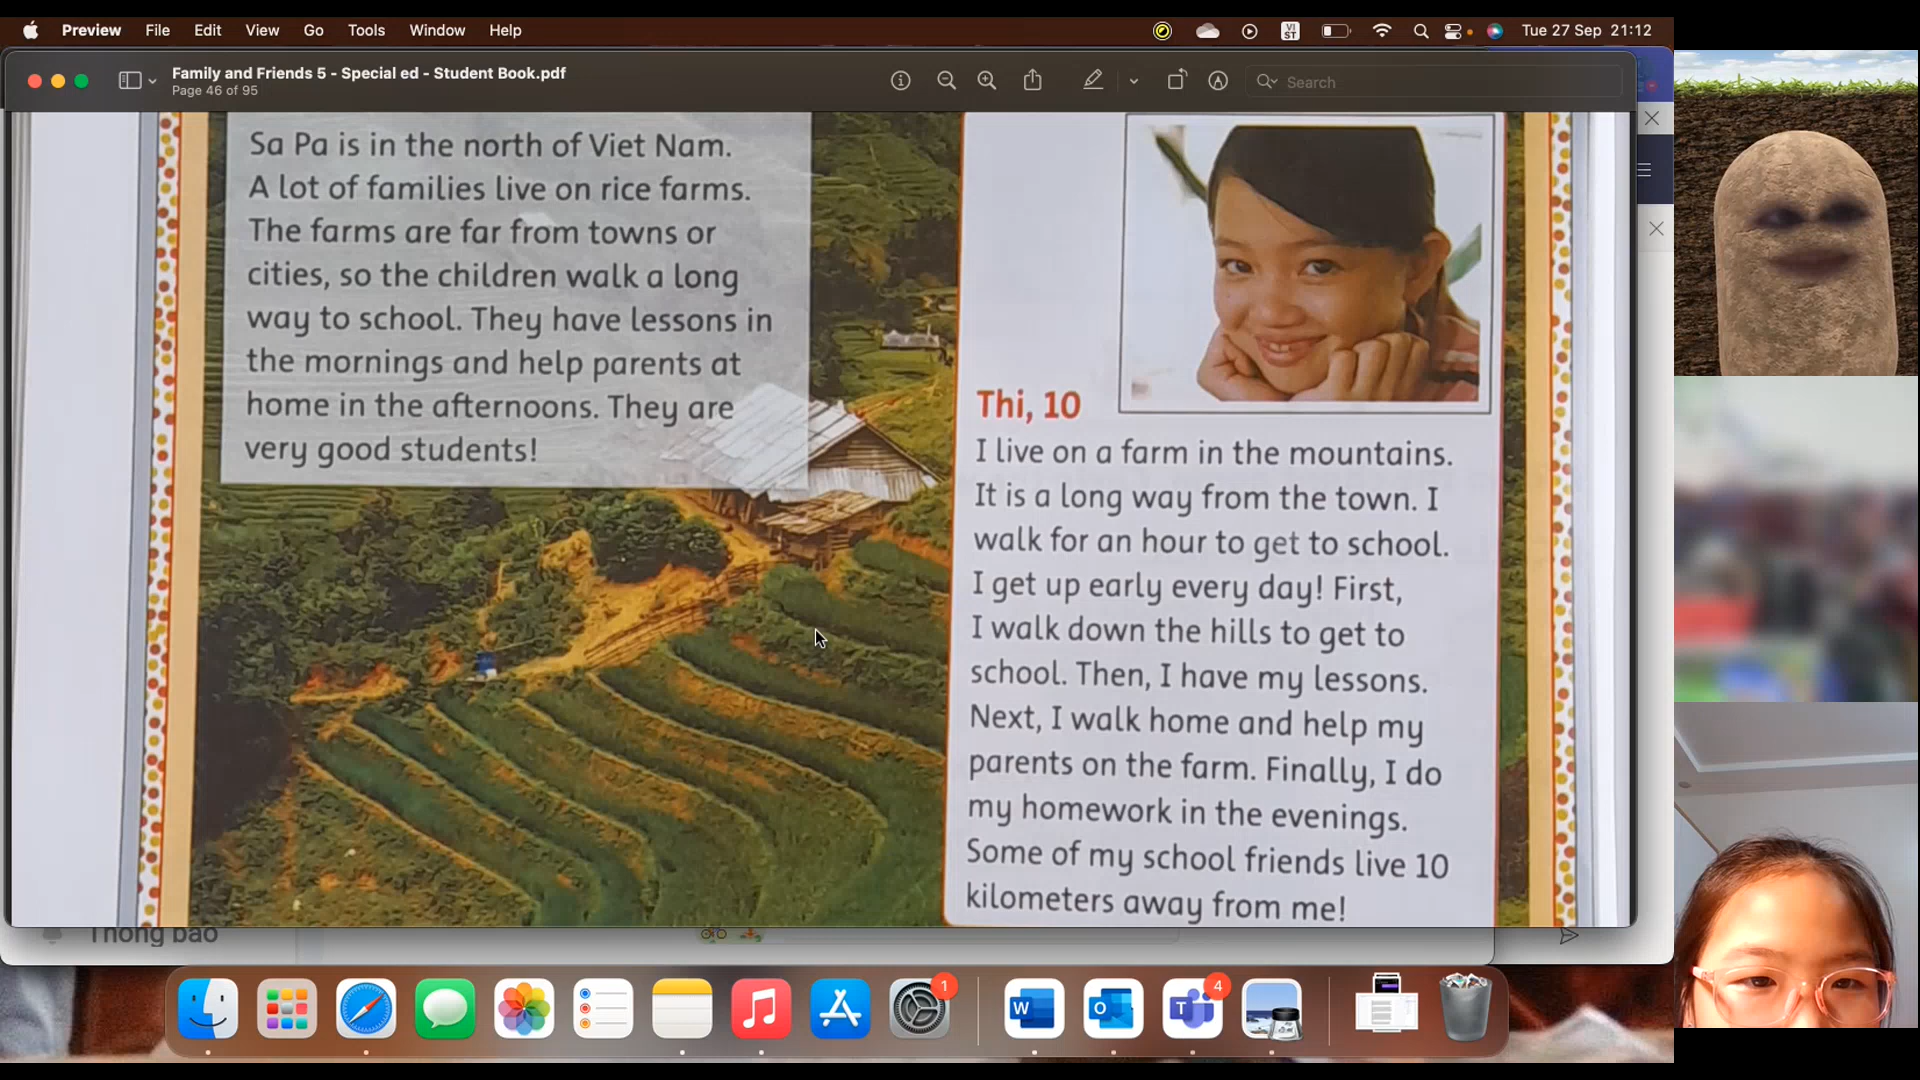 Preview File Edit View Go Tools Window Help
VI
ST
Tue 27 Sep 21:12
Family and Friends 5 - Special ed - Student Book.pdf
Page 46 of 95
Search
Sa Pa is in the north of Viet Nam.
A lot of families live on rice farms.
The farms are far from towns or
cities, so the children walk a long
way to school. They have lessons in
the mornings and help parents at
home in the afternoons. They are
very good students!
Thi, 10
I live on a farm in the mountains.
It is a long way from the town. I
walk for an hour to get to school.
I get up early every day! First,
I walk down the hills to get to
school. Then, I have my lessons.
Next, I walk home and help my
parents on the farm. Finally, I do
my homework in the evenings.
Some of my school friends live 10
kilometers away from me!
Thông báo
1
W
O
T
4